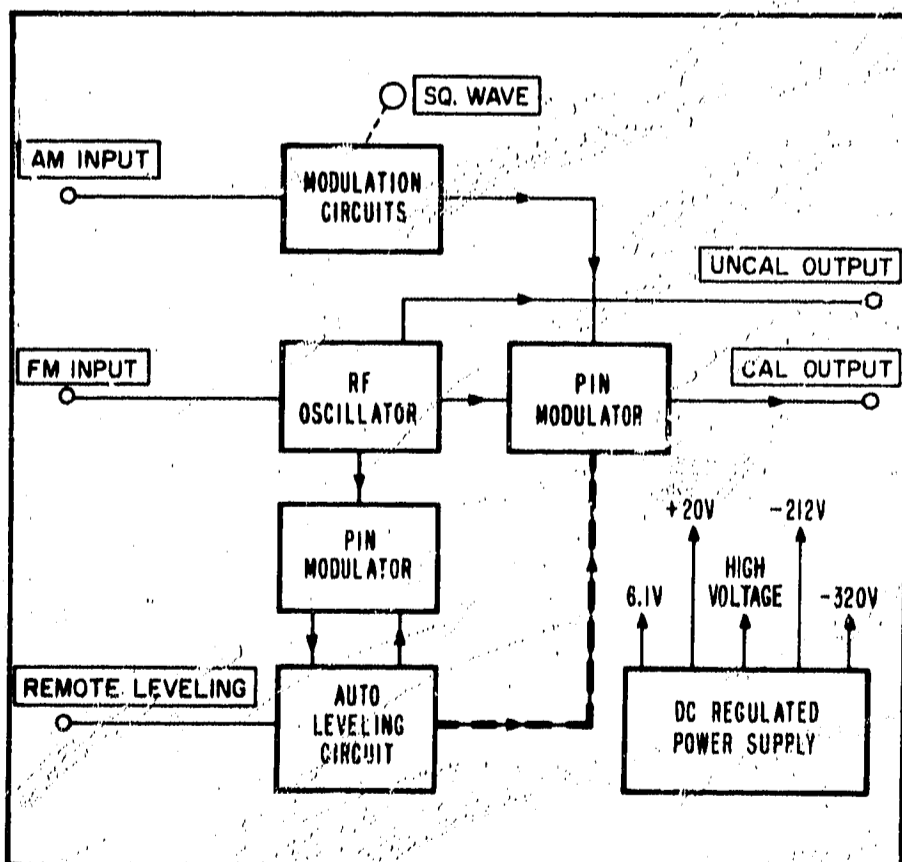 SQ. WAVE
AM INPUT
MODULATION
CIRCUITS
UNCAL OUTPUT
FM INPUT
RF
OSCILLATOR
PIN
MODULATOR
CAL OUTPUT
PIN
MODULATOR
+20V
-212V
6.1V
HIGH
VOLTAGE
-320V
REMOTE LEVELING
AUTO
LEVELING
CIRCUIT
DC REGULATED
POWER SUPPLY